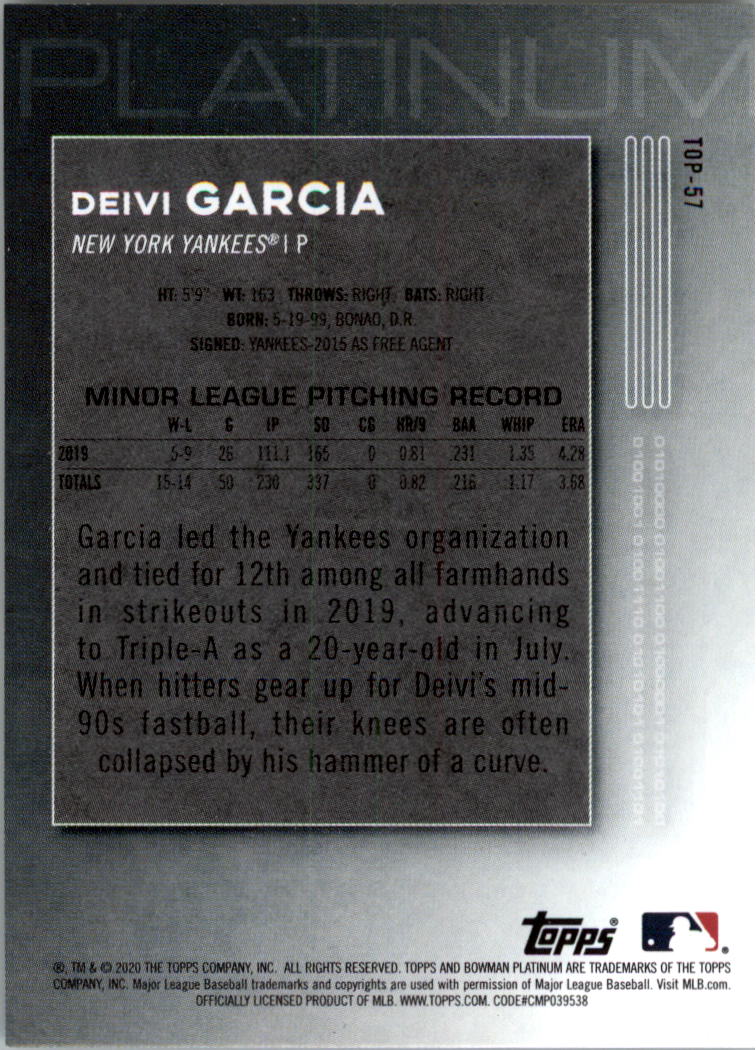 PLATINUM
TOP-57
DEIVI GARCIA
NEW YORK YANKEES® | P
HT: 5'9" WT: 163 THROWS: RIGHT BATS: RIGHT
BORN: 5-19-99, BONAO, D.R.
SIGNED: YANKEES-2015 AS FREE AGENT
MINOR LEAGUE PITCHING RECORD
W-L G IP SO CG HR/9 BAA WHIP ERA
2019 5-9 26 111.1 165 0 0.81 .231 1.35 4.28
TOTALS 15-14 50 230 337 0 0.82 .216 1.17 3.68
Garcia led the Yankees organization
and tied for 12th among all farmhands
in strikeouts in 2019, advancing
to Triple-A as a 20-year-old in July.
When hitters gear up for Deivi's mid-
90s fastball, their knees are often
collapsed by his hammer of a curve.
topps®
®, TM & © 2020 THE TOPPS COMPANY, INC. ALL RIGHTS RESERVED. TOPPS AND BOWMAN PLATINUM ARE TRADEMARKS OF THE TOPPS
COMPANY, INC. Major League Baseball trademarks and copyrights are used with permission of Major League Baseball. Visit MLB.com.
OFFICIALLY LICENSED PRODUCT OF MLB. WWW.TOPPS.COM. CODE#CMP039538